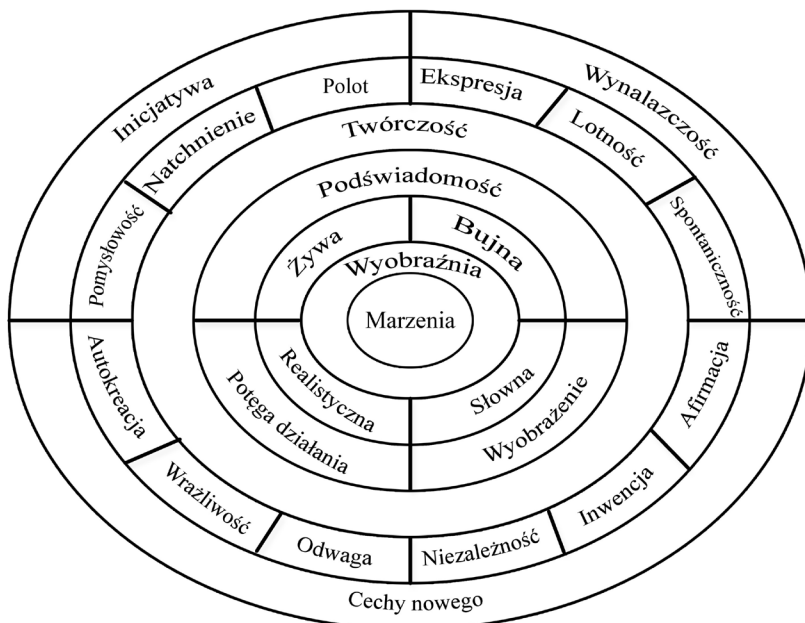 Inicjatywa
Wynalazczość
Pomysłowość
Natchnienie
Polot
Ekspresja
Lotność
Spontaniczność
Twórczość
Podświadomość
Żywa
Bujna
Wyobraźnia
Marzenia
Realistyczna
Słowna
Potęga działania
Wyobrażenie
Autokreacja
Wrażliwość
Odwaga
Niezależność
Inwencja
Afirmacja
Cechy nowego